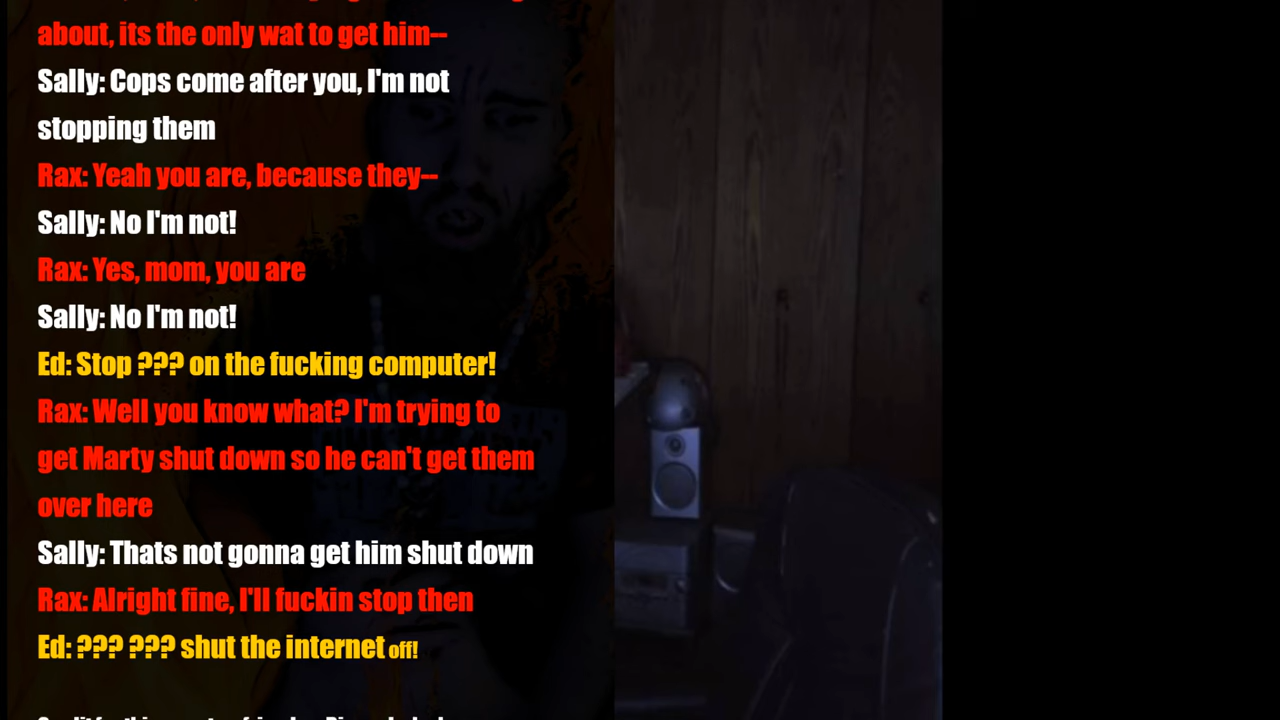 about, its the only wat to get him--
Sally: Cops come after you, I'm not
stopping them
Rax: Yeah you are, because they--
Sally: No I'm not!
Rax: Yes, mom, you are
Sally: No I'm not!
Ed: Stop ??? on the fucking computer!
Rax: Well you know what? I'm trying to
get Marty shut down so he can't get them
over here
Sally: Thats not gonna get him shut down
Rax: Alright fine, I'll fuckin stop then
Ed: ??? ??? shut the internet off!